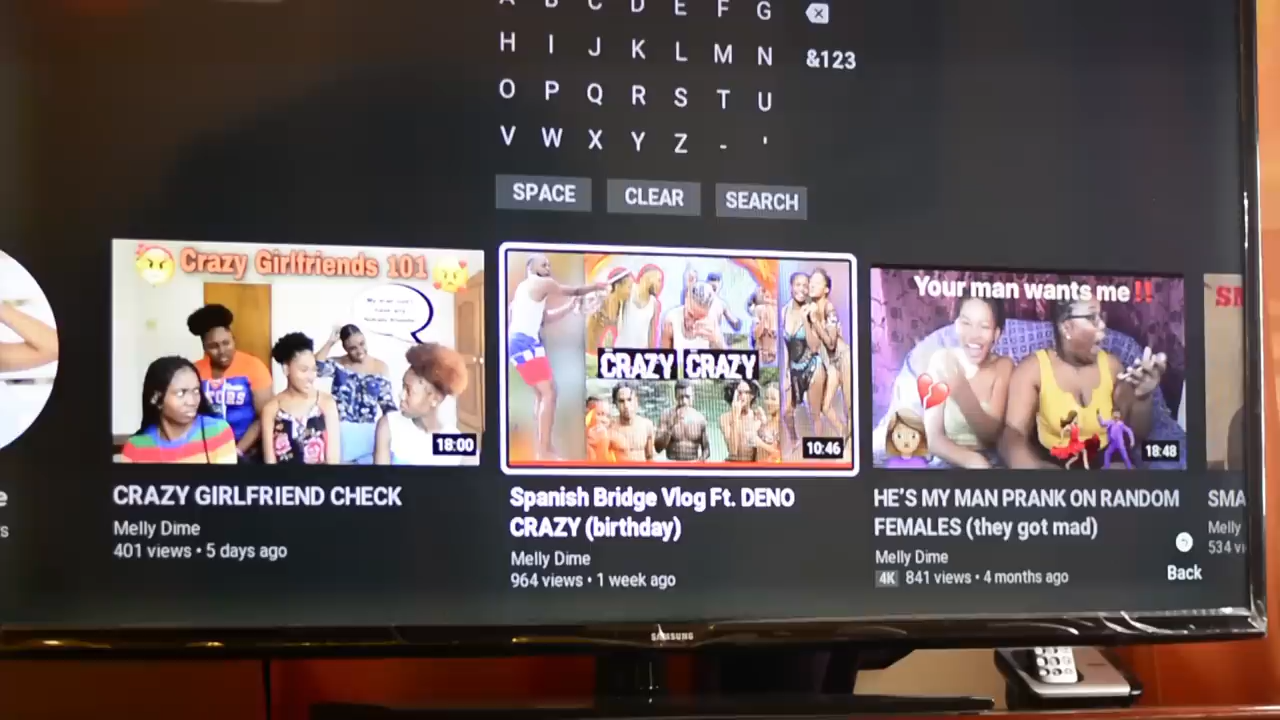 A B C D E F G
H I J K L M N &123
O P Q R S T U
V W X Y Z - '
SPACE CLEAR SEARCH
Crazy Girlfriends 101
18:00
CRAZY GIRLFRIEND CHECK
Melly Dime
401 views • 5 days ago
CRAZY CRAZY
10:46
Spanish Bridge Vlog Ft. DENO
CRAZY (birthday)
Melly Dime
964 views • 1 week ago
Your man wants me‼
18:48
HE'S MY MAN PRANK ON RANDOM
FEMALES (they got mad)
Melly Dime
4K 841 views • 4 months ago
SMA
Melly
534 vi
Back
SAMSUNG